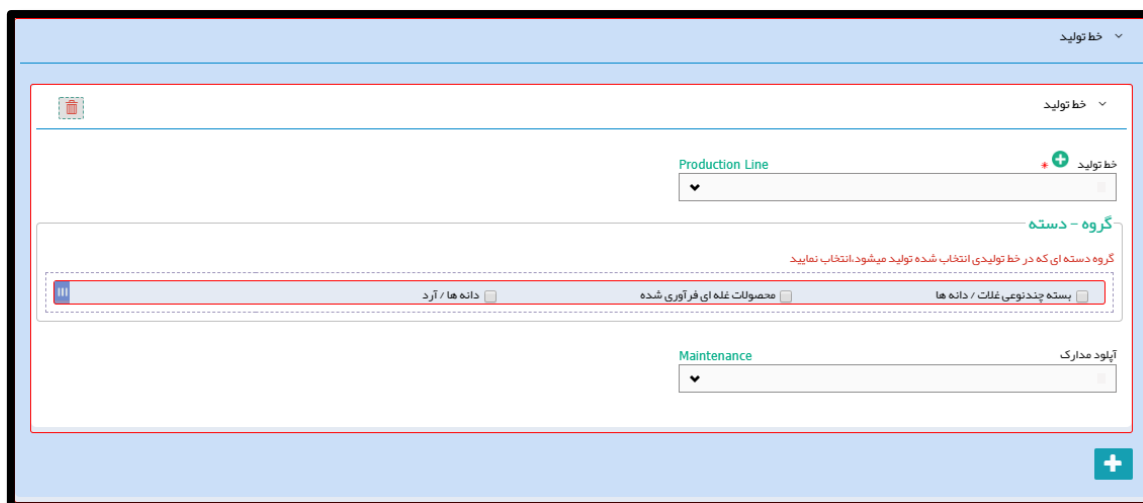 خط تولید
خط تولید
خط تولید * Production Line
گروه - دسته
گروه دسته ای که در خط تولیدی انتخاب شده تولید میشود،انتخاب نمایید
بسته چندنوعی غلات / دانه ها محصولات غله ای فرآوری شده دانه ها / آرد
آپلود مدارک Maintenance